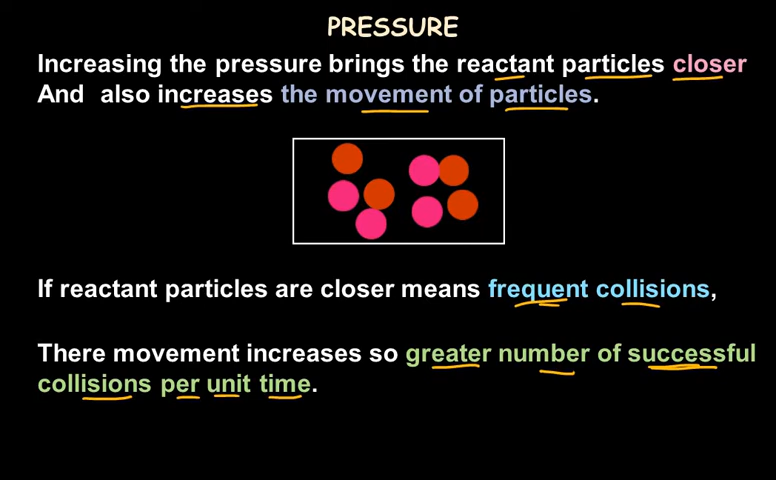 PRESSURE
Increasing the pressure brings the reactant particles closer
And also increases the movement of particles.
If reactant particles are closer means frequent collisions,
There movement increases so greater number of successful
collisions per unit time.